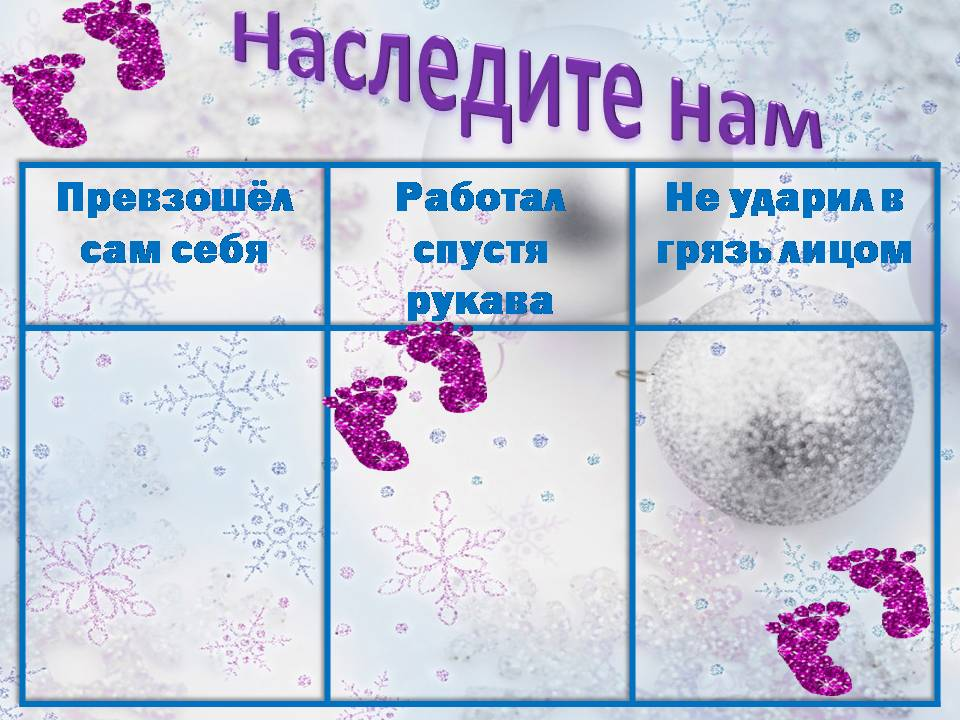 Наследите нам
Превзошёл
сам себя
Работал
спустя
рукава
Не ударил в
грязь лицом